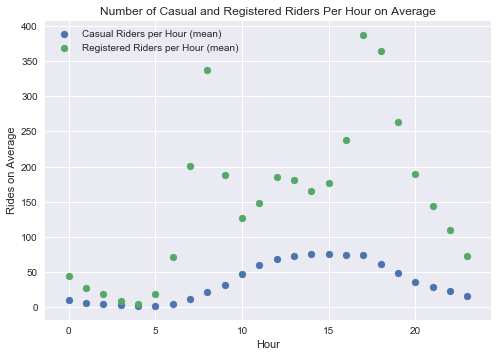 Number of Casual and Registered Riders Per Hour on Average
400
350
300
250
200
150
100
50
0
Rides on Average
Casual Riders per Hour (mean)
Registered Riders per Hour (mean)
0 5 10 15 20
Hour